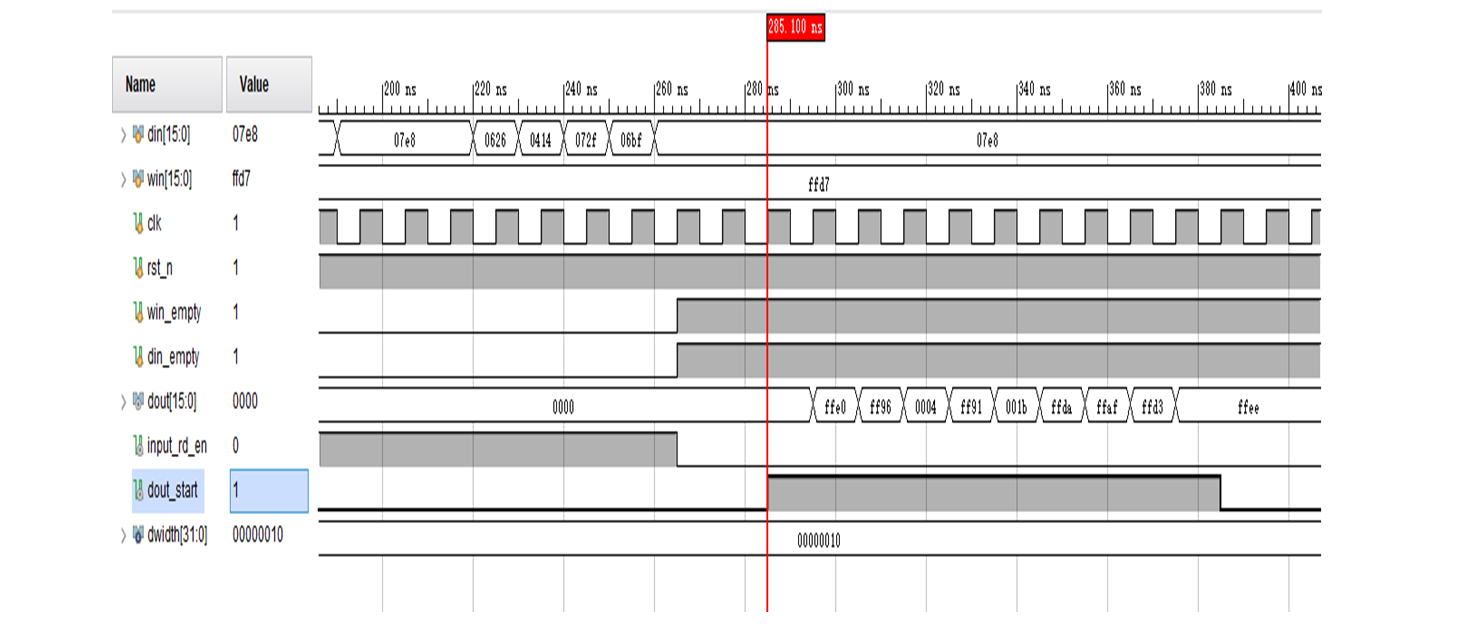 285.100 ns
Name Value
200 ns 220 ns 240 ns 260 ns 280 ns 300 ns 320 ns 340 ns 360 ns 380 ns 400 ns
din[15:0] 07e8 07e8 0626 0414 072f 06bf 07e8
win[15:0] ffd7 ffd7
clk 1
rst_n 1
win_empty 1
din_empty 1
dout[15:0] 0000 0000 ffe0 ff96 0004 ff91 001b ffda ffaf ffd3 ffee
input_rd_en 0
dout_start 1
dwidth[31:0] 00000010 00000010